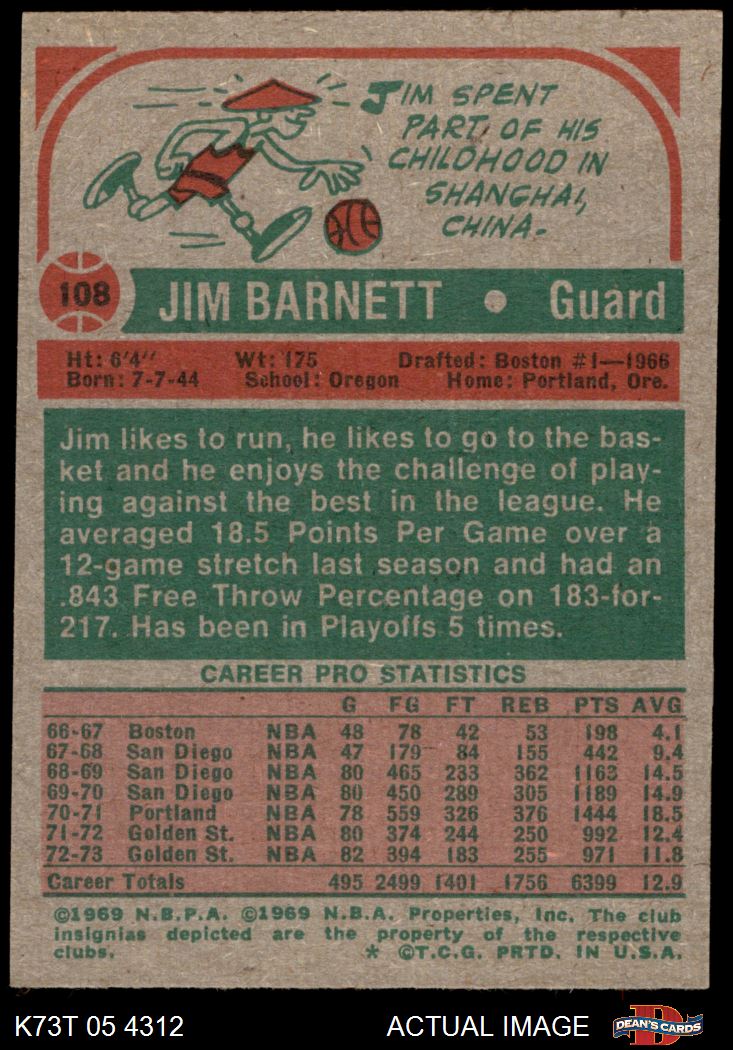 JIM SPENT
PART OF HIS
CHILDHOOD IN
SHANGHAI,
CHINA-
108 JIM BARNETT • Guard
Ht: 6'4" Wt: 175 Drafted: Boston #1—1966
Born: 7-7-44 School: Oregon Home: Portland, Ore.
Jim likes to run, he likes to go to the bas-
ket and he enjoys the challenge of play-
ing against the best in the league. He
averaged 18.5 Points Per Game over a
12-game stretch last season and had an
.843 Free Throw Percentage on 183-for-
217. Has been in Playoffs 5 times.
CAREER PRO STATISTICS
G FG FT REB PTS AVG
66-67 Boston NBA 48 78 42 53 198 4.1
67-68 San Diego NBA 47 179 84 155 442 9.4
68-69 San Diego NBA 80 465 233 362 1163 14.5
69-70 San Diego NBA 80 450 289 305 1189 14.9
70-71 Portland NBA 78 559 326 376 1444 18.5
71-72 Golden St. NBA 80 374 244 250 992 12.4
72-73 Golden St. NBA 82 394 183 255 971 11.8
Career Totals 495 2499 1401 1756 6399 12.9
©1969 N.B.P.A. ©1969 N.B.A. Properties, Inc. The club
insignias depicted are the property of the respective
clubs. * ©T.C.G. PRTD. IN U.S.A.
K73T 05 4312 ACTUAL IMAGE DEAN'S CARDS